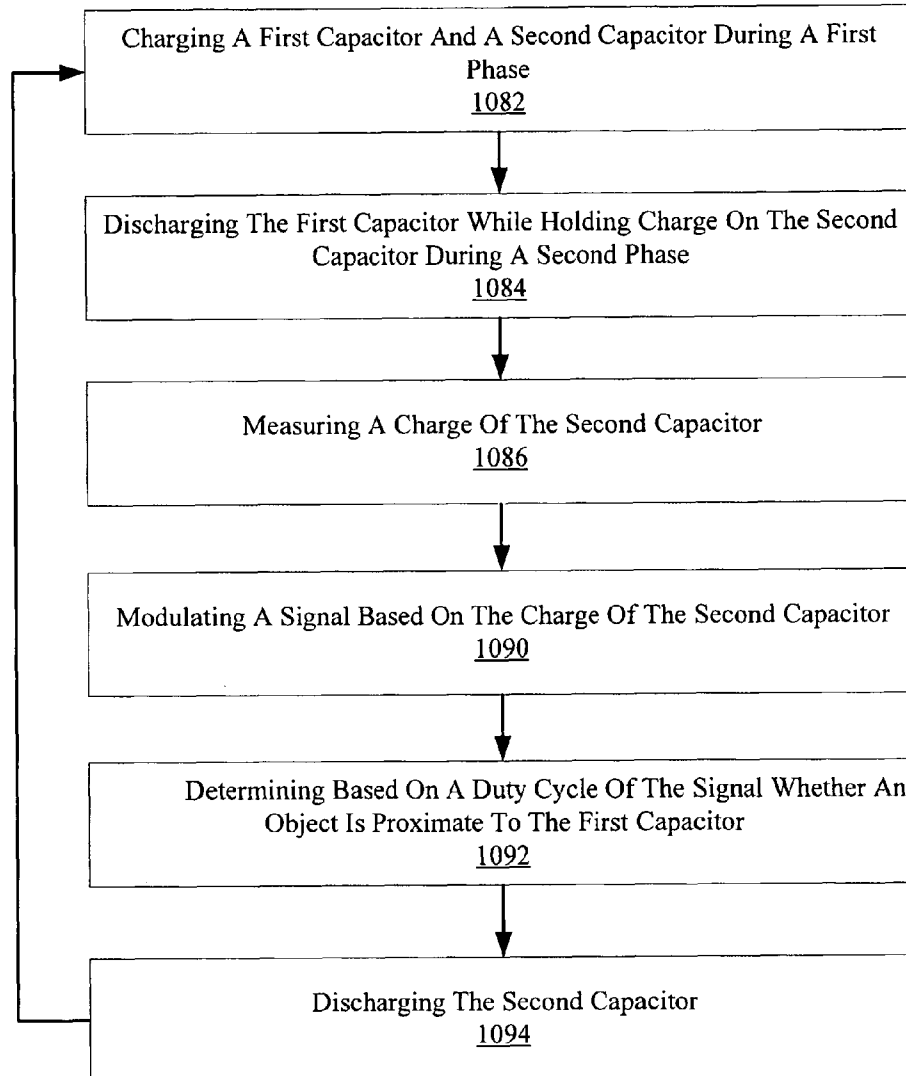 Charging A First Capacitor And A Second Capacitor During A First
Phase
1082
Discharging The First Capacitor While Holding Charge On The Second
Capacitor During A Second Phase
1084
Measuring A Charge Of The Second Capacitor
1086
Modulating A Signal Based On The Charge Of The Second Capacitor
1090
Determining Based On A Duty Cycle Of The Signal Whether An
Object Is Proximate To The First Capacitor
1092
Discharging The Second Capacitor
1094